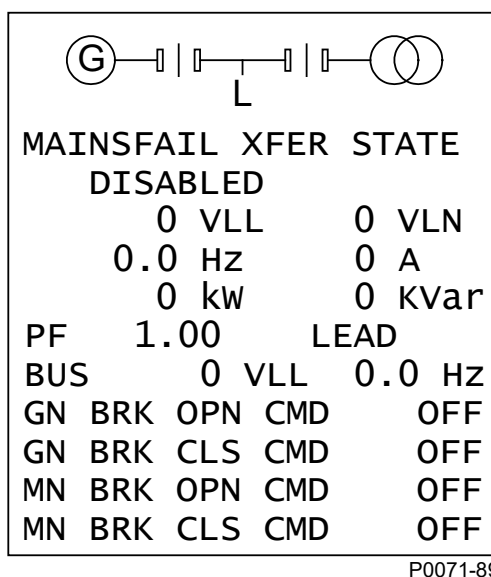 G
L
MAINSFAIL XFER STATE
DISABLED
0 VLL 0 VLN
0.0 Hz 0 A
0 kW 0 KVar
PF 1.00 LEAD
BUS 0 VLL 0.0 Hz
GN BRK OPN CMD OFF
GN BRK CLS CMD OFF
MN BRK OPN CMD OFF
MN BRK CLS CMD OFF
P0071-89